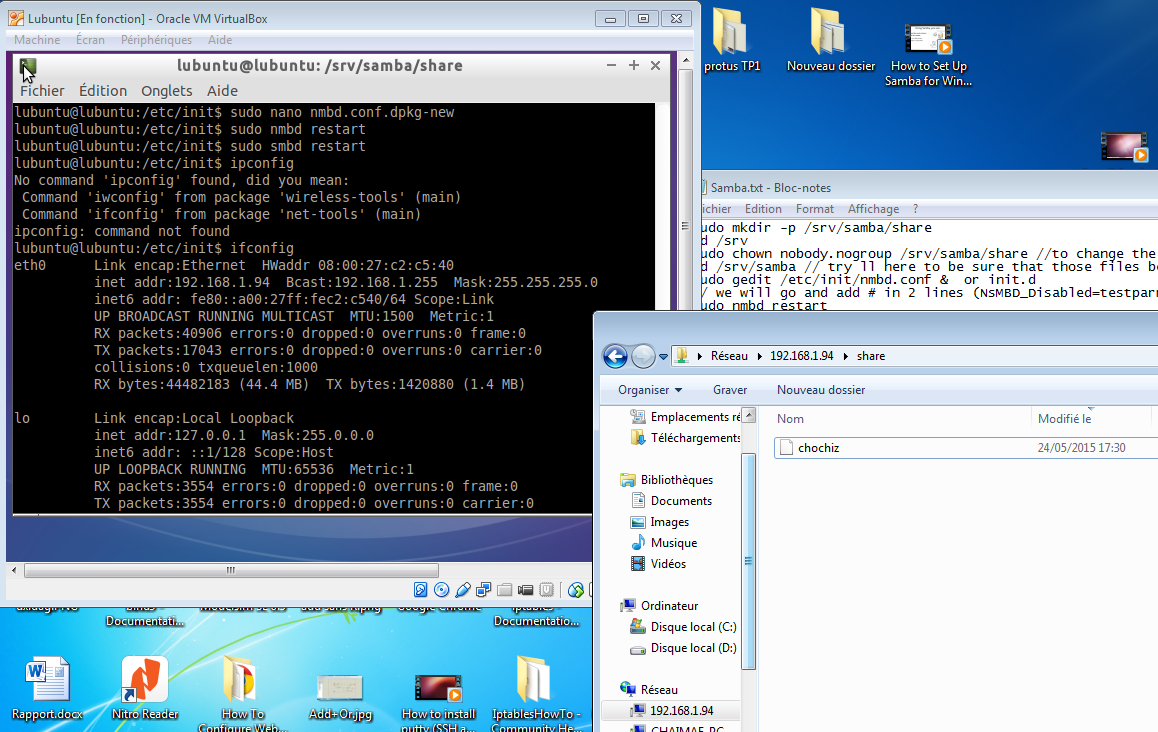 Lubuntu [En fonction] - Oracle VM VirtualBox
Machine Écran Périphériques Aide
lubuntu@lubuntu: /srv/samba/share
Fichier Édition Onglets Aide
lubuntu@lubuntu:/etc/init$ sudo nano nmbd.conf.dpkg-new
lubuntu@lubuntu:/etc/init$ sudo nmbd restart
lubuntu@lubuntu:/etc/init$ sudo smbd restart
lubuntu@lubuntu:/etc/init$ ipconfig
No command 'ipconfig' found, did you mean:
Command 'iwconfig' from package 'wireless-tools' (main)
Command 'ifconfig' from package 'net-tools' (main)
ipconfig: command not found
lubuntu@lubuntu:/etc/init$ ifconfig
eth0 Link encap:Ethernet HWaddr 08:00:27:c2:c5:40
inet addr:192.168.1.94 Bcast:192.168.1.255 Mask:255.255.255.0
inet6 addr: fe80::a00:27ff:fec2:c540/64 Scope:Link
UP BROADCAST RUNNING MULTICAST MTU:1500 Metric:1
RX packets:40906 errors:0 dropped:0 overruns:0 frame:0
TX packets:17043 errors:0 dropped:0 overruns:0 carrier:0
collisions:0 txqueuelen:1000
RX bytes:44482183 (44.4 MB) TX bytes:1420880 (1.4 MB)
lo Link encap:Local Loopback
inet addr:127.0.0.1 Mask:255.0.0.0
inet6 addr: ::1/128 Scope:Host
UP LOOPBACK RUNNING MTU:65536 Metric:1
RX packets:3554 errors:0 dropped:0 overruns:0 frame:0
TX packets:3554 errors:0 dropped:0 overruns:0 carrier:0
protus TP1
Nouveau dossier
How to Set Up
Samba for Win...
Samba.txt - Bloc-notes
ichier Edition Format Affichage ?
udo mkdir -p /srv/samba/share
d /srv
udo chown nobody.nogroup /srv/samba/share //to change the
d /srv/samba // try ll here to be sure that those files be
udo gedit /etc/init/nmbd.conf & or init.d
/ we will go and add # in 2 lines (NsMBD_Disabled=testparm
udo nmbd restart
Réseau 192.168.1.94 share
Organiser Graver Nouveau dossier
Emplacements ré
Téléchargements
Bibliothèques
Documents
Images
Musique
Vidéos
Ordinateur
Disque local (C:)
Disque local (D:)
Réseau
192.168.1.94
CHAIMAE-PC
Nom Modifié le
chochiz 24/05/2015 17:30
Documentati...
Google Chrome
Documentatio...
Rapport.docx
Nitro Reader
How To
Configure Web...
Add+Or.jpg
How to install
putty (SSH a...
IptablesHowTo -
Community He...